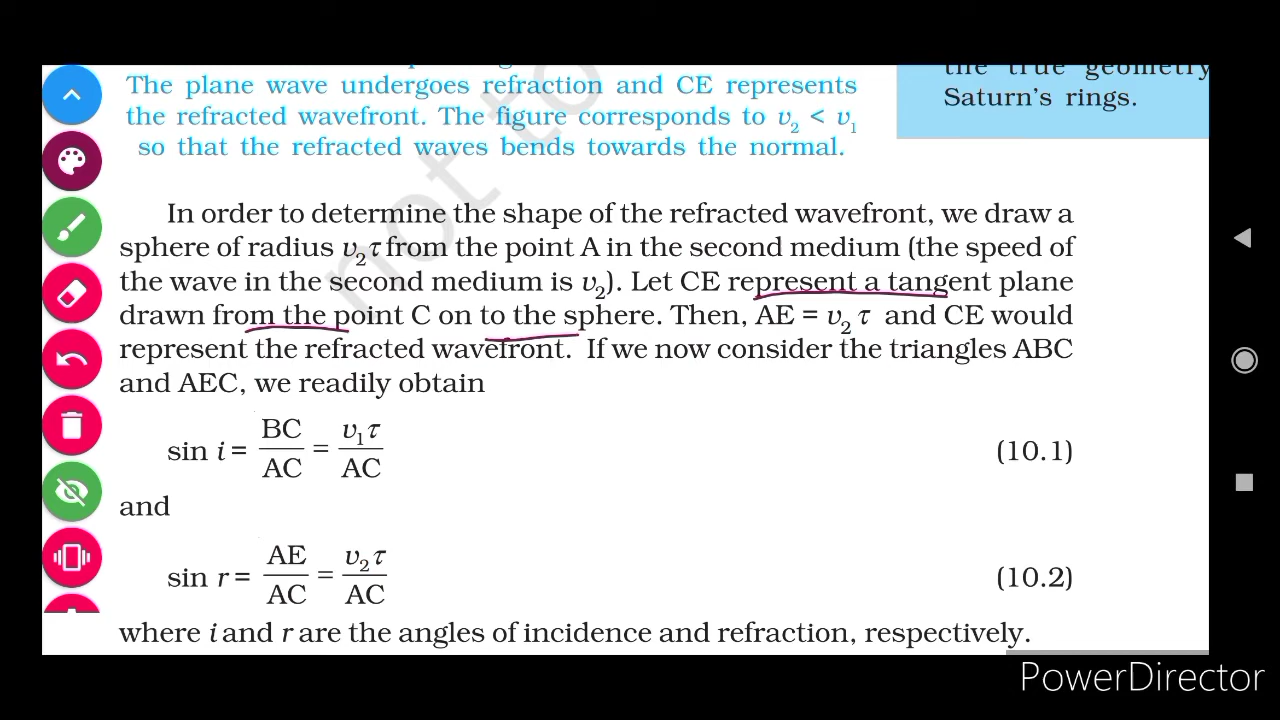 The plane wave undergoes refraction and CE represents
the refracted wavefront. The figure corresponds to v₂ < v₁
so that the refracted waves bends towards the normal.
the true geometry
Saturn's rings.
not to
In order to determine the shape of the refracted wavefront, we draw a
sphere of radius v₂τ from the point A in the second medium (the speed of
the wave in the second medium is v₂). Let CE represent a tangent plane
drawn from the point C on to the sphere. Then, AE = v₂ τ and CE would
represent the refracted wavefront. If we now consider the triangles ABC
and AEC, we readily obtain
sin i = BC/AC = v₁τ/AC (10.1)
and
sin r = AE/AC = v₂τ/AC (10.2)
where i and r are the angles of incidence and refraction, respectively.
PowerDirector